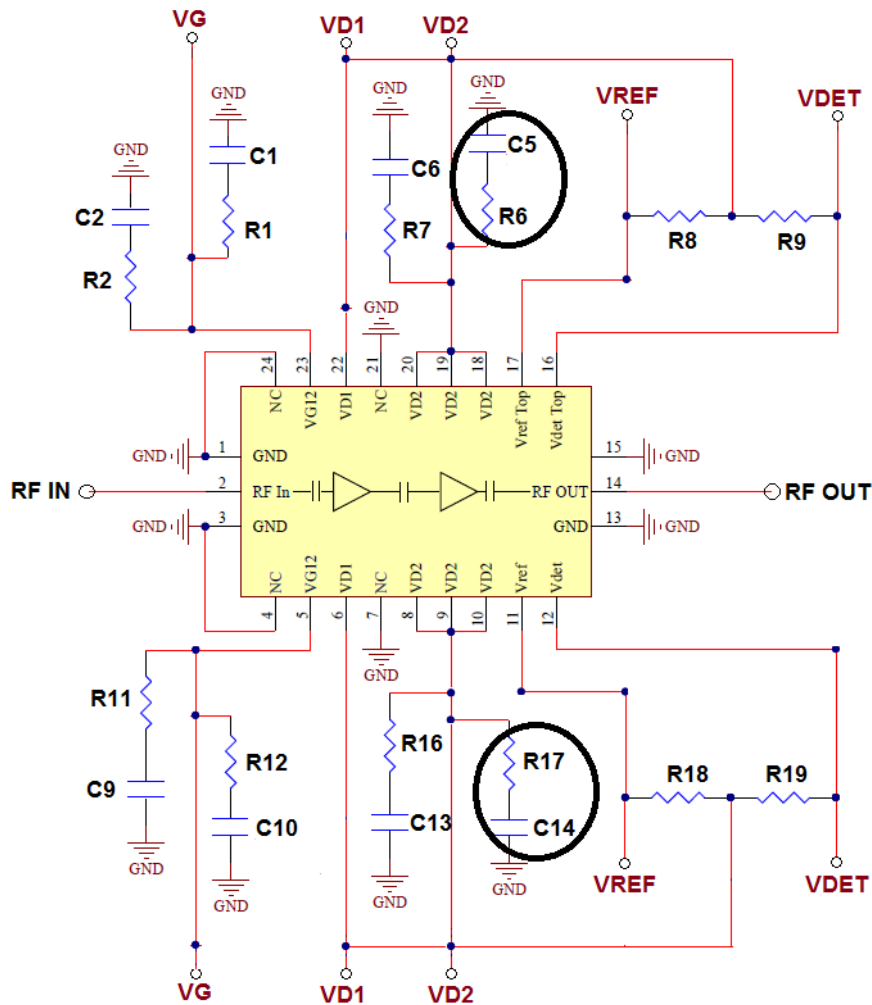 VG
VD1
VD2
GND
GND
VREF
VDET
GND
C1
C5
GND
C6
C2
R1
R6
R7
R8
R9
R2
GND
24
23
22
21
20
19
18
17
16
NC
VG12
VD1
NC
VD2
VD2
VD2
Vref Top
Vdet Top
GND
1
GND
15
GND
RF IN
2
RF In
RF OUT
14
RF OUT
GND
3
GND
GND
13
GND
NC
VG12
VD1
NC
VD2
VD2
VD2
Vref
Vdet
4
5
6
7
8
9
10
11
12
GND
R11
R16
R17
R12
R18
R19
C9
C10
C13
C14
GND
GND
GND
GND
VREF
VDET
VG
VD1
VD2